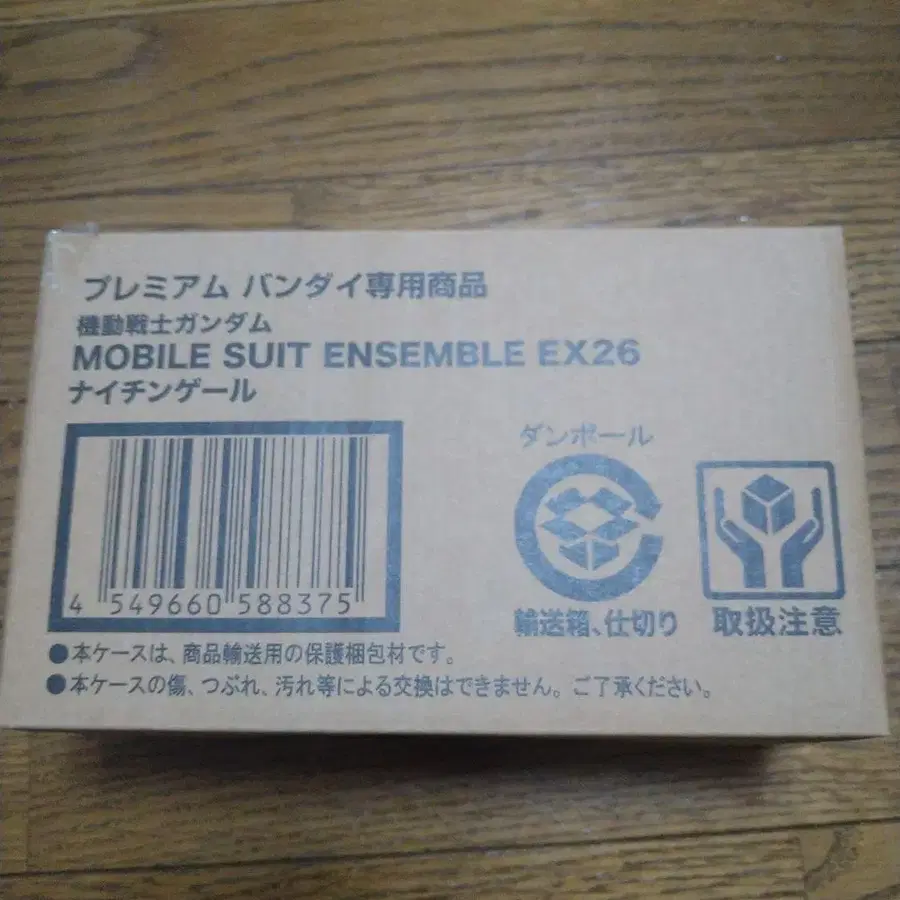 プレミアム バンダイ専用商品
機動戦士ガンダム
MOBILE SUIT ENSEMBLE EX26
ナイチンゲール
4 549660 588375
ダンボール
輸送箱、仕切り
取扱注意
●本ケースは、商品輸送用の保護梱包材です。
●本ケースの傷、つぶれ、汚れ等による交換はできません。ご了承ください。